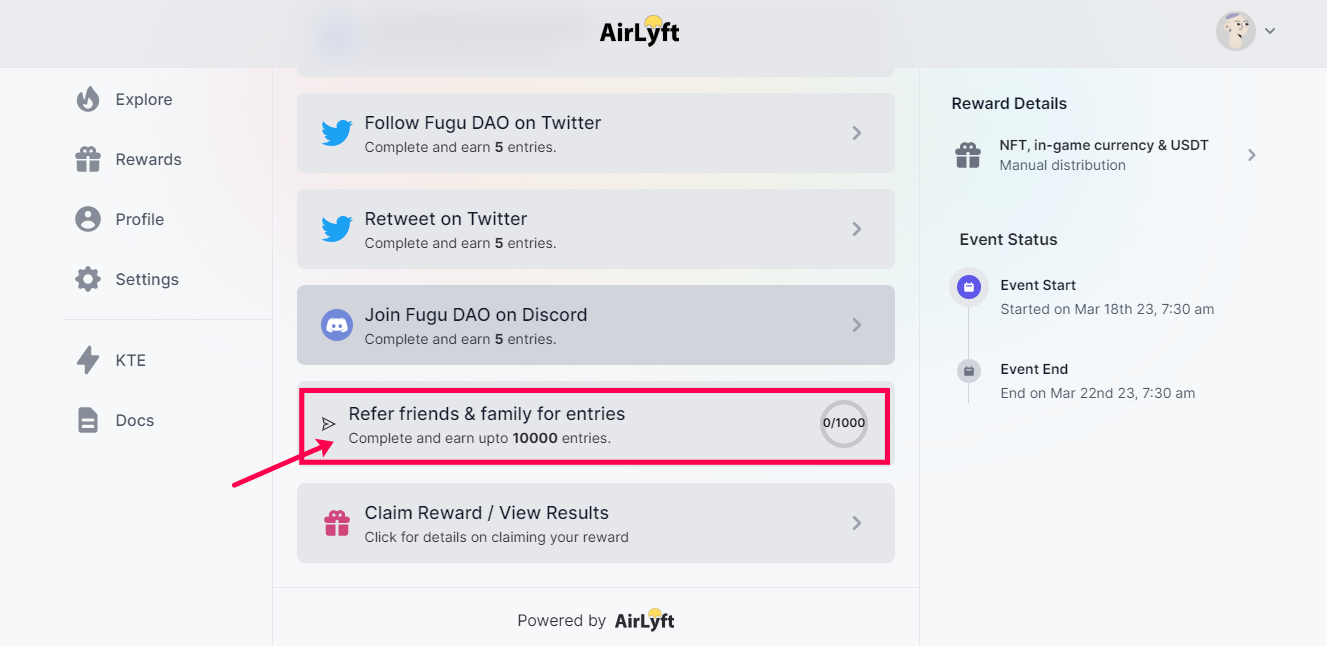 AirLyft
Explore
Rewards
Profile
Settings
KTE
Docs
Follow Fugu DAO on Twitter
Complete and earn 5 entries.
Retweet on Twitter
Complete and earn 5 entries.
Join Fugu DAO on Discord
Complete and earn 5 entries.
Refer friends & family for entries
Complete and earn upto 10000 entries.
0/1000
Claim Reward / View Results
Click for details on claiming your reward
Powered by AirLyft
Reward Details
NFT, in-game currency & USDT
Manual distribution
Event Status
Event Start
Started on Mar 18th 23, 7:30 am
Event End
End on Mar 22nd 23, 7:30 am